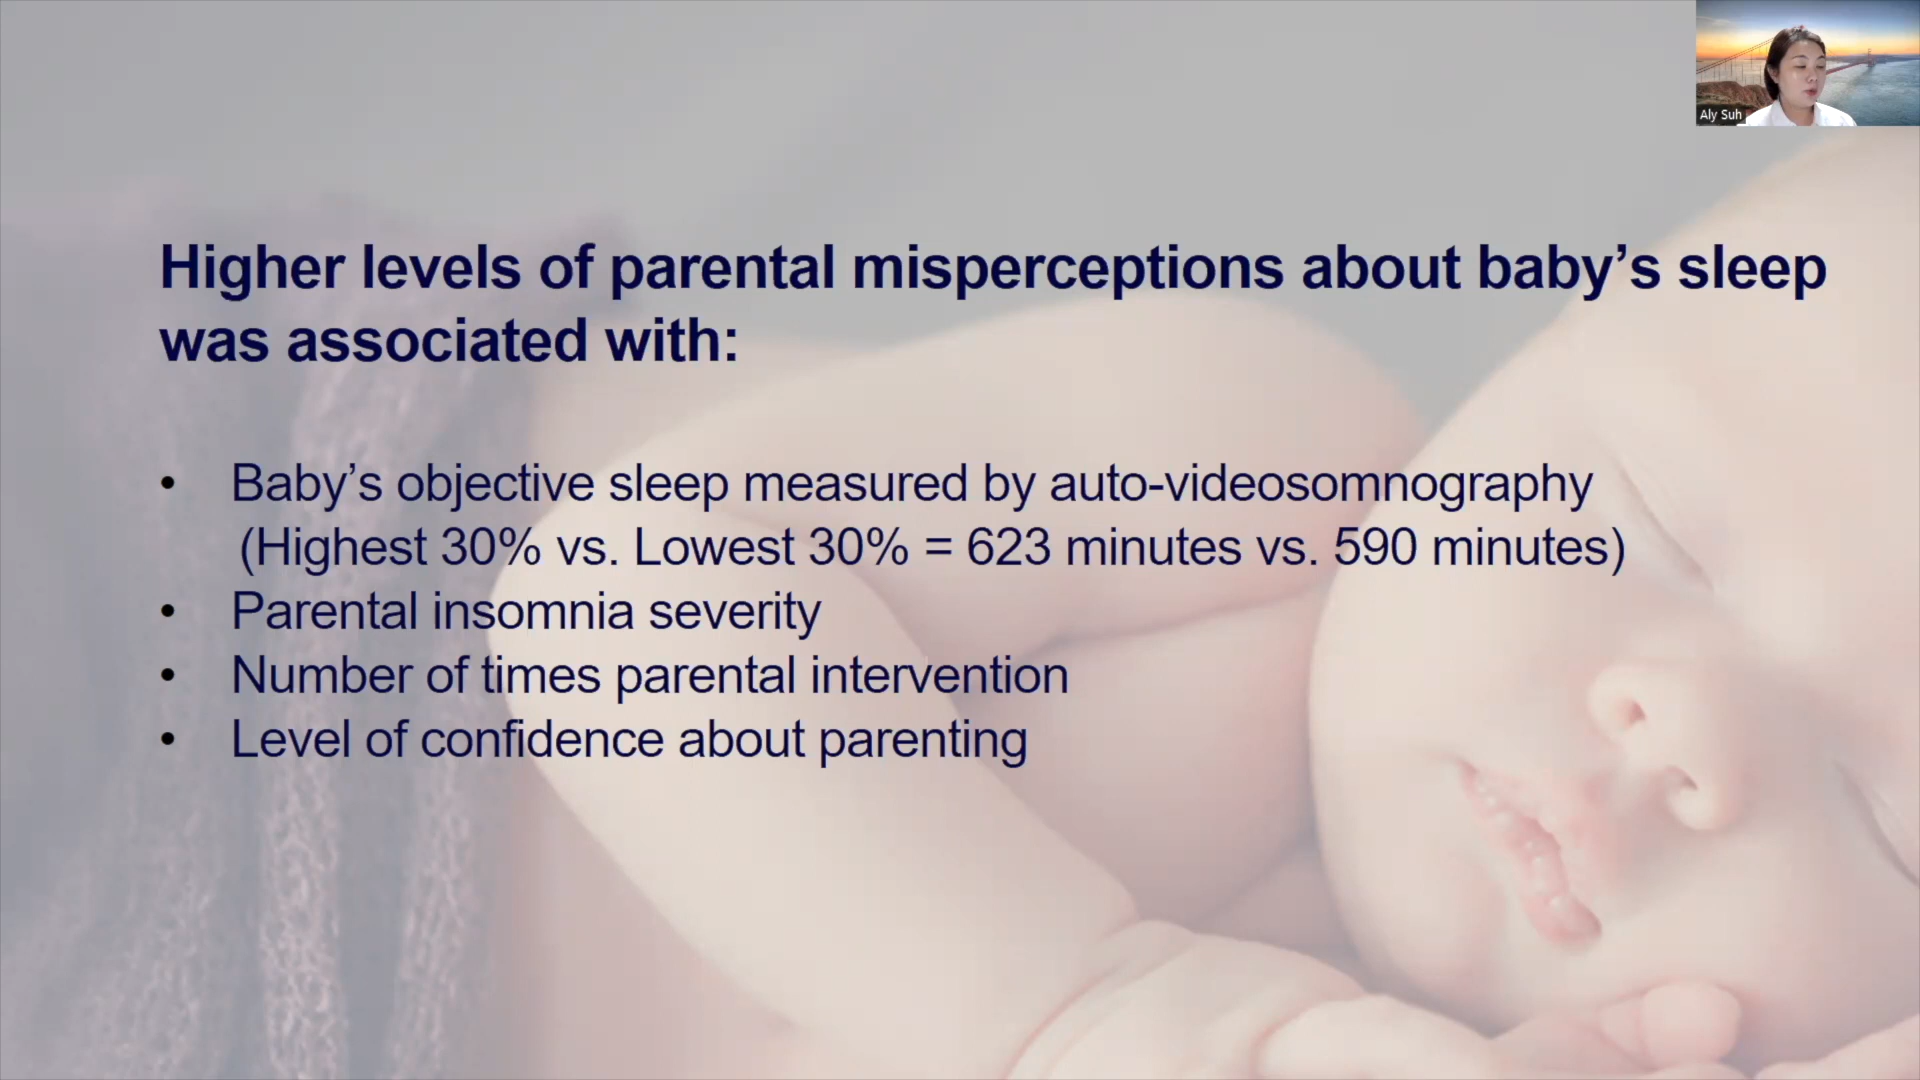 Aly Suh
Higher levels of parental misperceptions about baby’s sleep
was associated with:
• Baby’s objective sleep measured by auto-videosomnography
(Highest 30% vs. Lowest 30% = 623 minutes vs. 590 minutes)
• Parental insomnia severity
• Number of times parental intervention
• Level of confidence about parenting